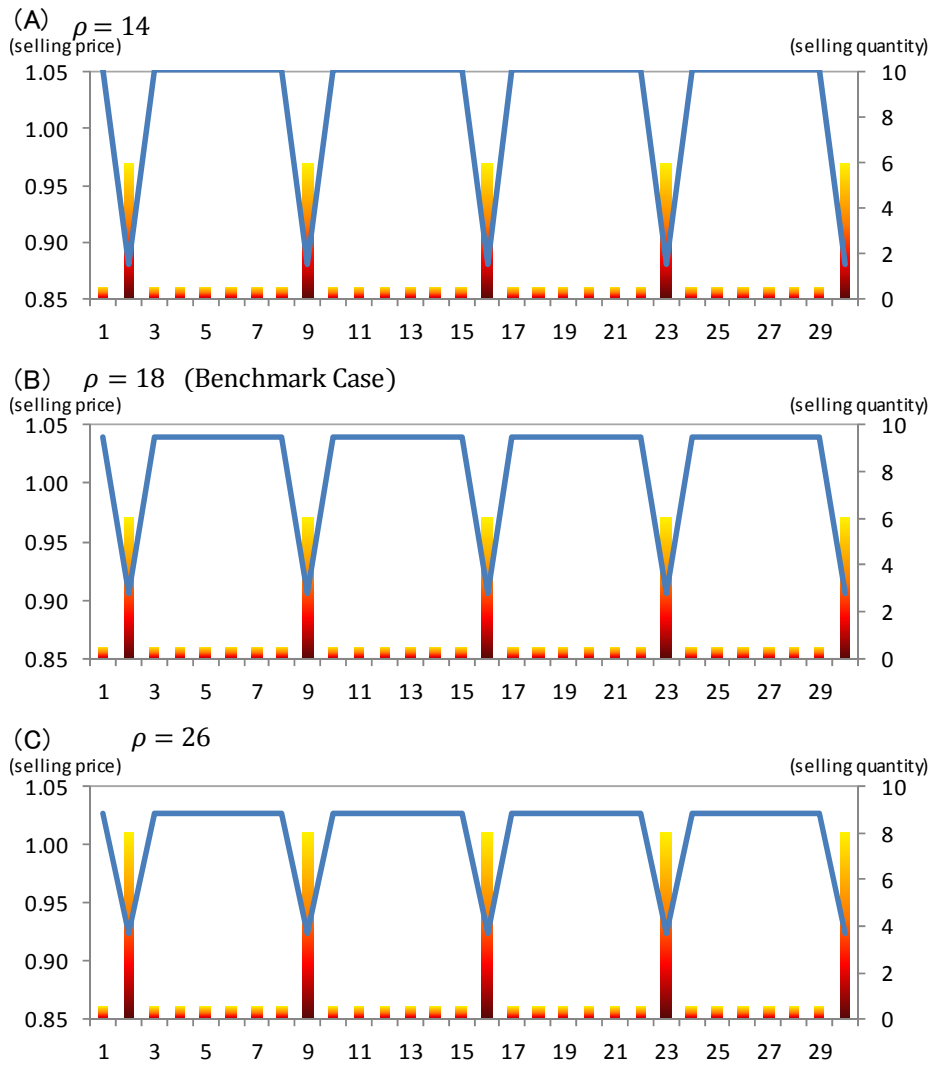 (A) ρ = 14
(selling price) (selling quantity)
1.05 10
1.00 8
0.95 6
4
0.90 2
0.85 0
1 3 5 7 9 11 13 15 17 19 21 23 25 27 29
(B) ρ = 18 (Benchmark Case)
(selling price) (selling quantity)
1.05 10
1.00 8
0.95 6
4
0.90 2
0.85 0
1 3 5 7 9 11 13 15 17 19 21 23 25 27 29
(C) ρ = 26
(selling price) (selling quantity)
1.05 10
1.00 8
0.95 6
4
0.90 2
0.85 0
1 3 5 7 9 11 13 15 17 19 21 23 25 27 29